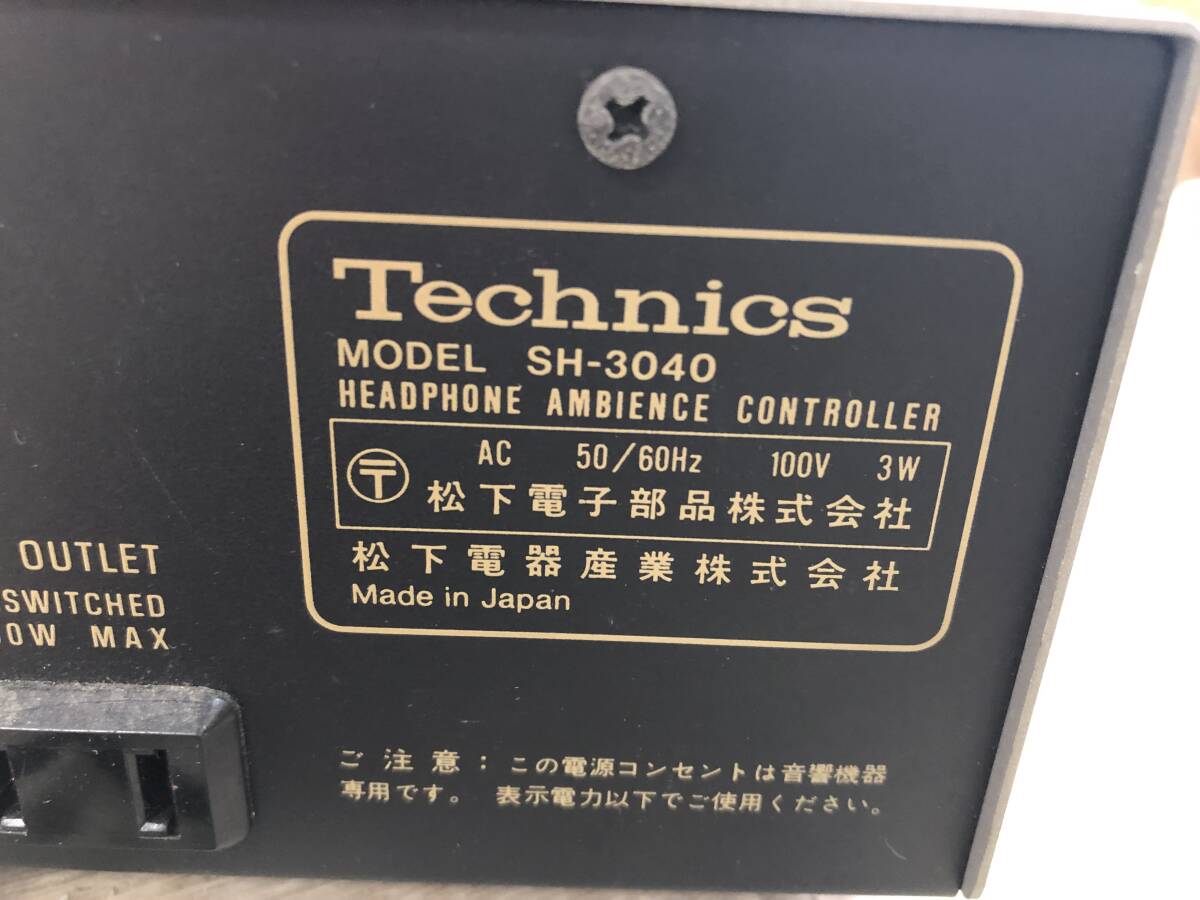 Technics
MODEL SH-3040
HEADPHONE AMBIENCE CONTROLLER
AC 50/60Hz 100V 3W
〒 松下電子部品株式会社
松下電器産業株式会社
Made in Japan
OUTLET
SWITCHED
0W MAX
ご注意：この電源コンセントは音響機器
専用です。 表示電力以下でご使用ください。